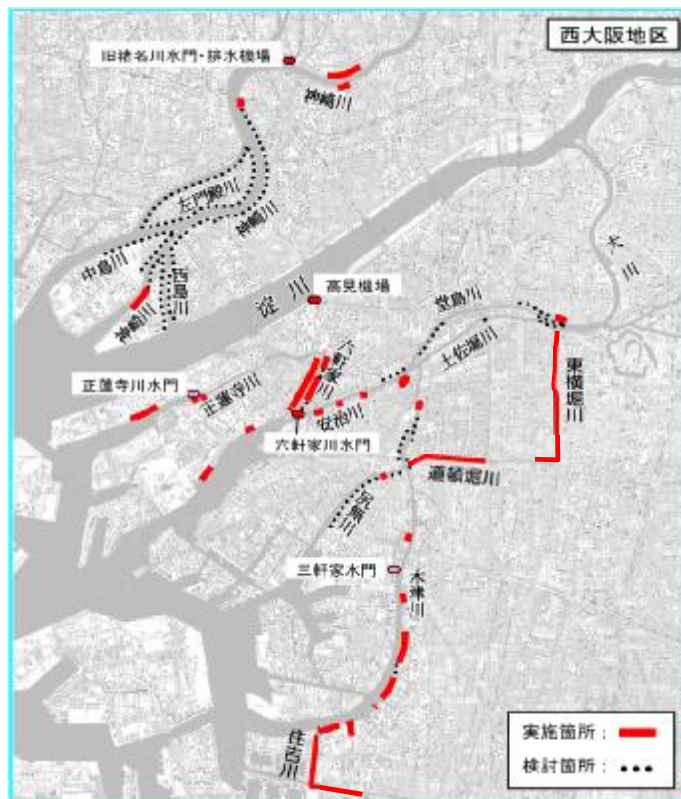 西大阪地区
旧猪名川水門・排水機場
神崎川
左門殿川
神崎川
中島川
西島川
神崎川
淀川
大川
高見機場
堂島川
土佐堀川
六軒家川
正蓮寺川水門
正蓮寺川
安治川
東横堀川
六軒家川水門
道頓堀川
尻無川
三軒家水門
木津川
住吉川
実施箇所：
検討箇所：